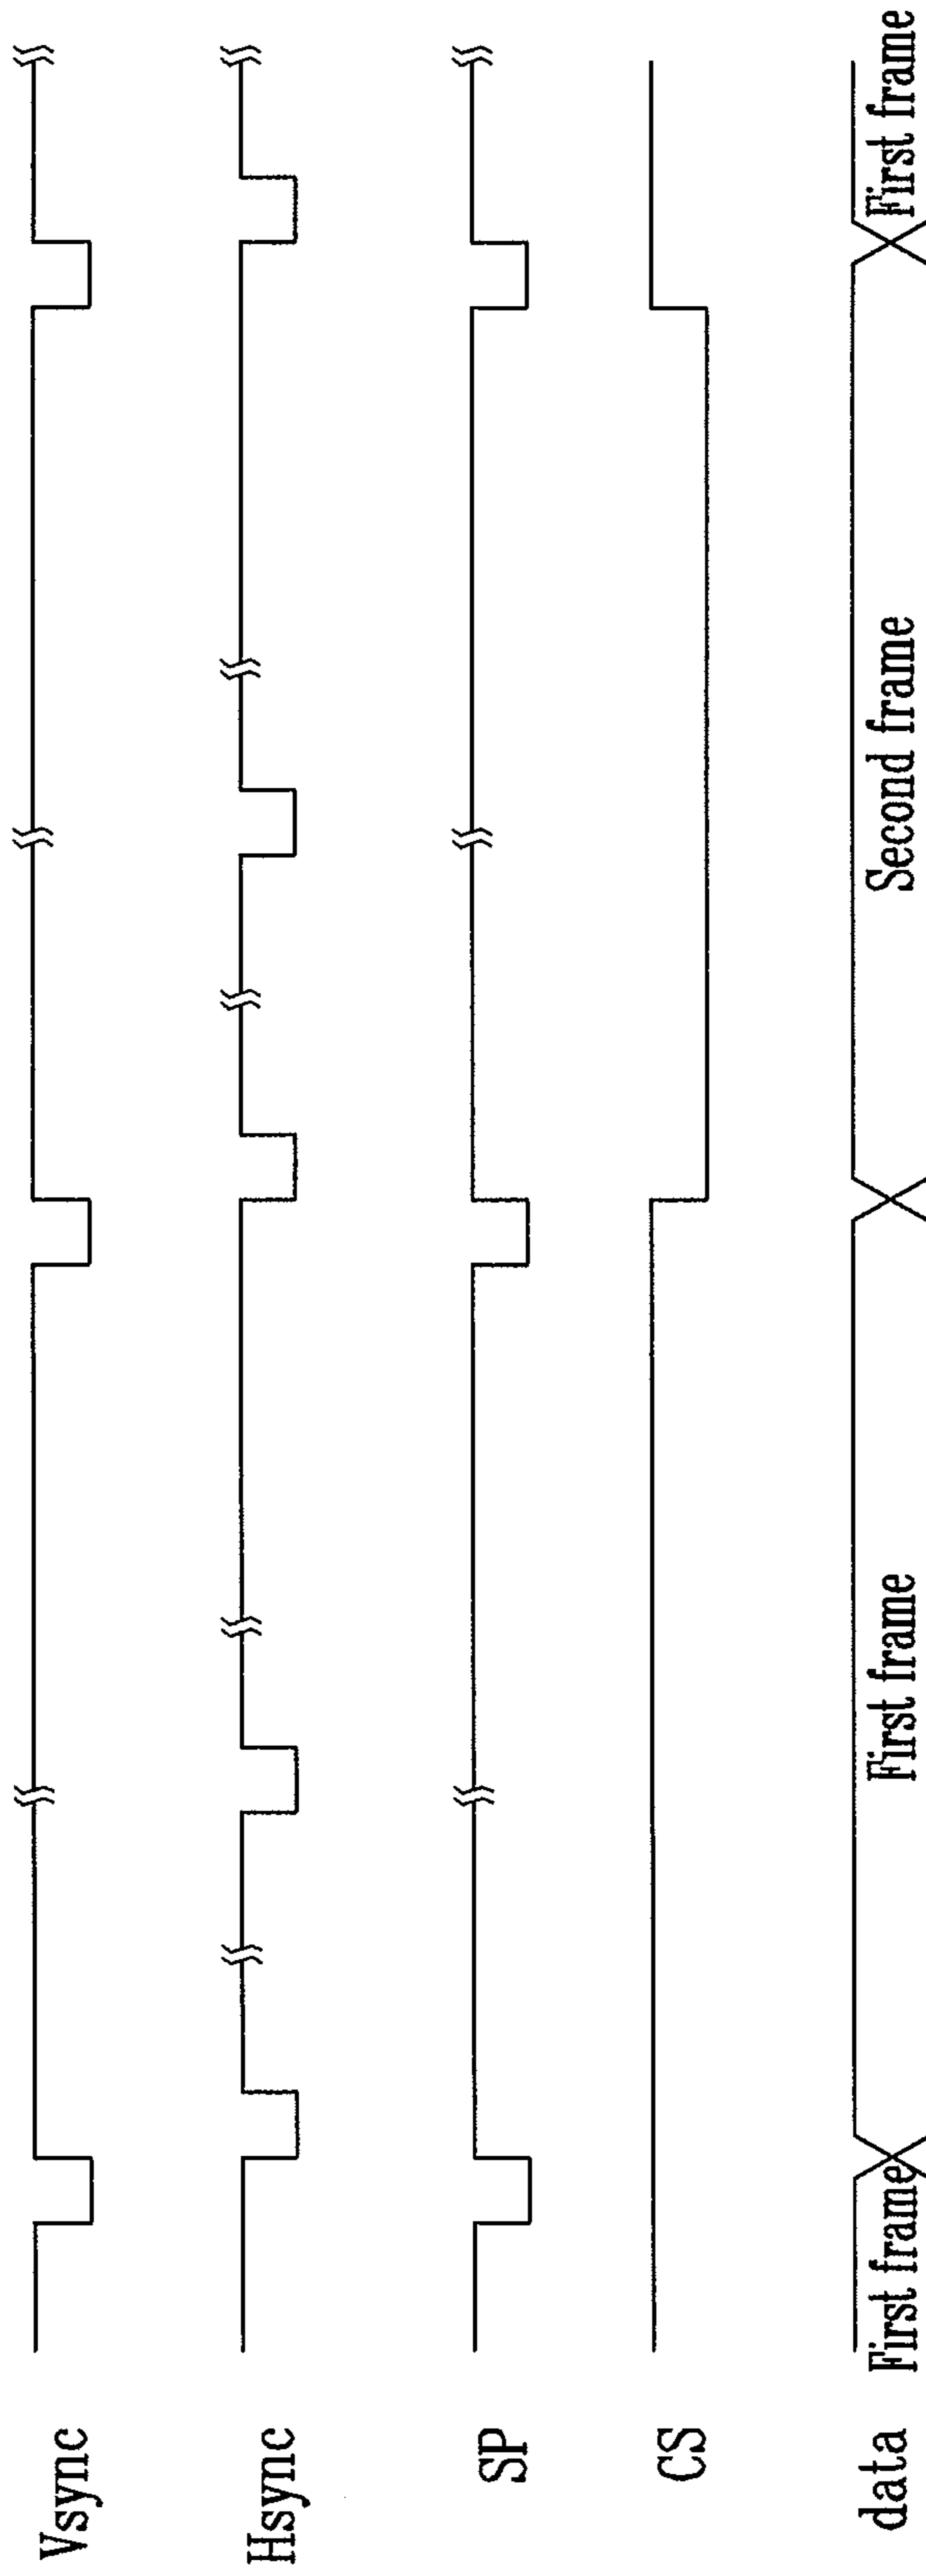 Vsync
Hsync
SP
CS
data
First frame
First frame
Second frame
First frame